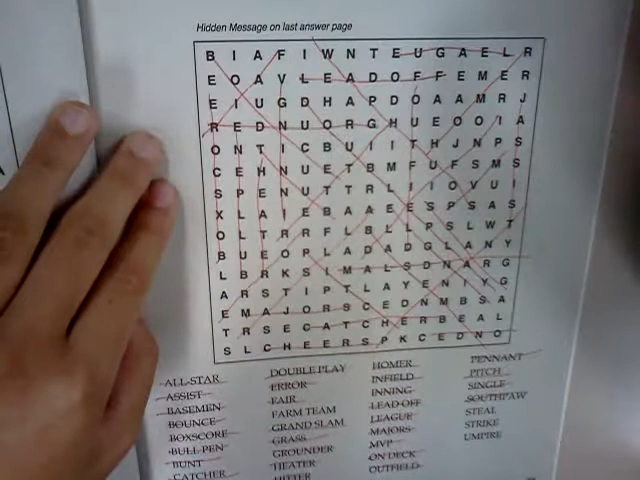 Hidden Message on last answer page
B I A F I W N T E U G A E L R
E O A V L E A D O F F E M E R
E I U G D H A P D O A A M R J
R E D N U O R G H U E O O I A
O N T I C B U I I T H J N P S
C E H N U E T B M F U F S M S
S P E N U T T R L I I O V U I
X L A I E B A A E E S P S A S
O L T R R F L B L L P S L W T
B U E O P L A D A D G L A N Y
L B R K S I M A L S D N A R G
A R S T I P T L A Y E N I Y G
E M A J O R S C E D N M B S A
T R S E C A T C H E R B E A L
S L C H E E R S P K C E D N O
ALL-STAR DOUBLE PLAY HOMER PENNANT
ASSIST ERROR INFIELD PITCH
BASEMEN FAIR INNING SINGLE
BOUNCE FARM TEAM LEAD-OFF SOUTHPAW
BOXSCORE GRAND SLAM LEAGUE STEAL
BULL PEN GRASS MAJORS STRIKE
BUNT GROUNDER MVP UMPIRE
CATCHER HEATER ON DECK
HITTER OUTFIELD